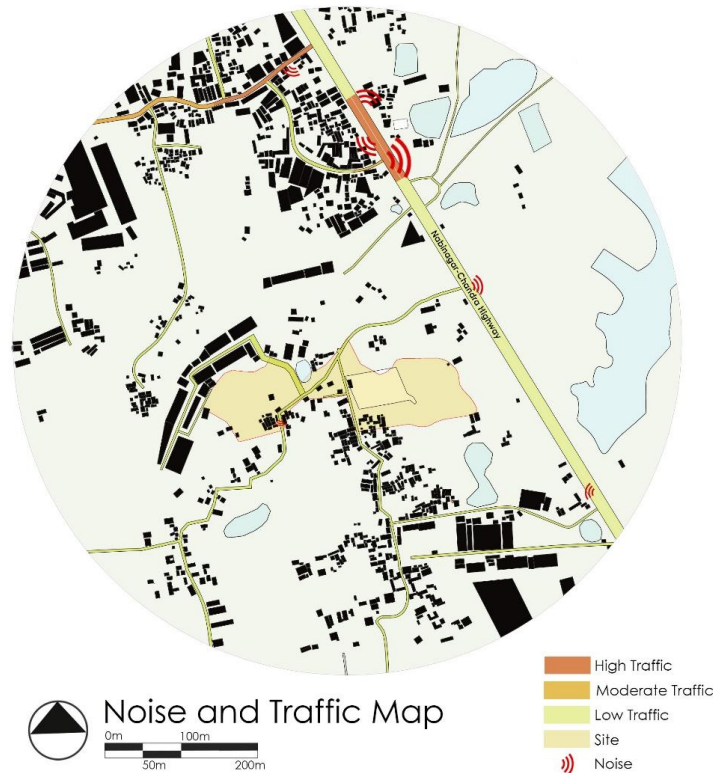 Nabinagar-Chandra Highway
High Traffic
Moderate Traffic
Low Traffic
Site
Noise
Noise and Traffic Map
0m 100m
50m 200m